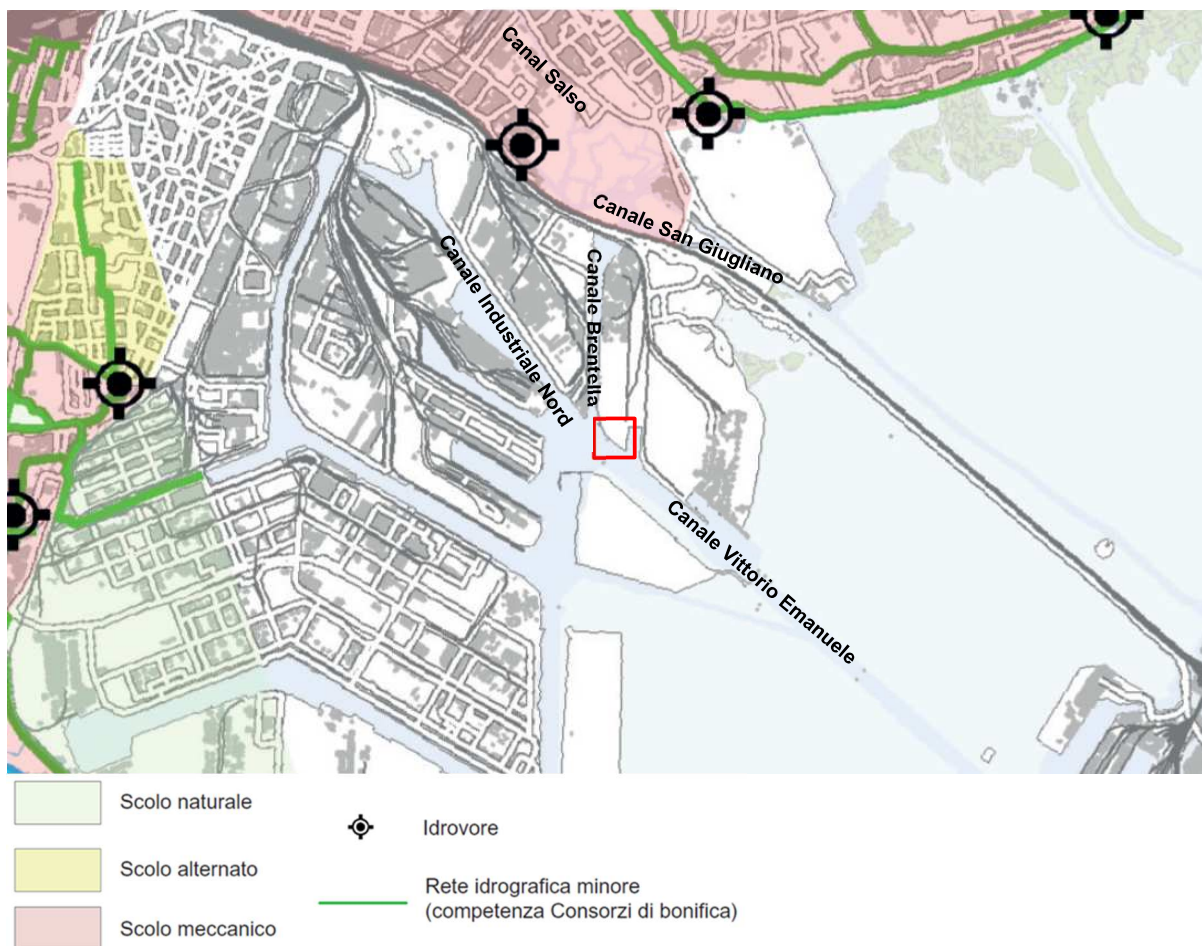 Canal Salso
Canale San Giugliano
Canale Brentella
Canale Industriale Nord
Canale Vittorio Emanuele
Scolo naturale
Idrovore
Scolo alternato
Rete idrografica minore
(competenza Consorzi di bonifica)
Scolo meccanico